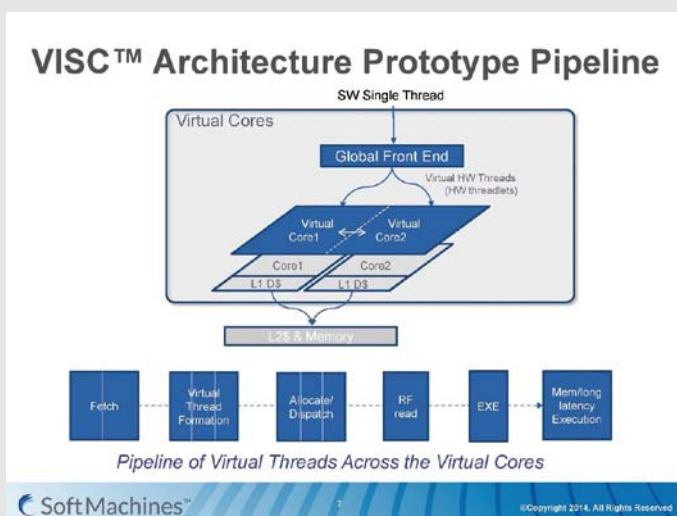 VISC™ Architecture Prototype Pipeline
SW Single Thread
Virtual Cores
Global Front End
Virtual HW Threads
(HW threadlets)
Virtual
Core1
Virtual
Core2
Core1
Core2
L1 D$
L1 D$
L2$ & Memory
Fetch
Virtual
Thread
Formation
Allocate/
Dispatch
RF
read
EXE
Mem/long
latency
Execution
Pipeline of Virtual Threads Across the Virtual Cores
SoftMachines™
7
©Copyright 2014, All Rights Reserved